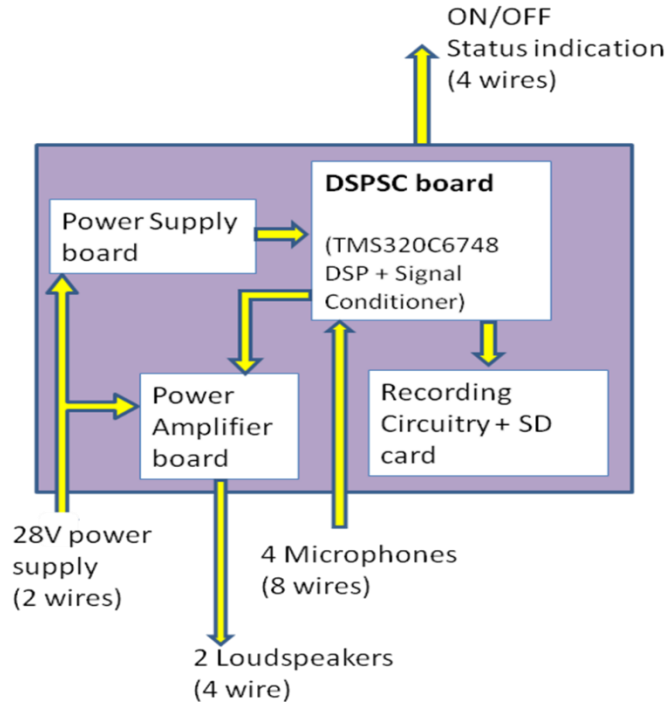 ON/OFF
Status indication
(4 wires)
DSPSC board
(TMS320C6748
DSP + Signal
Conditioner)
Power Supply
board
Power
Amplifier
board
Recording
Circuitry + SD
card
28V power
supply
(2 wires)
4 Microphones
(8 wires)
2 Loudspeakers
(4 wire)